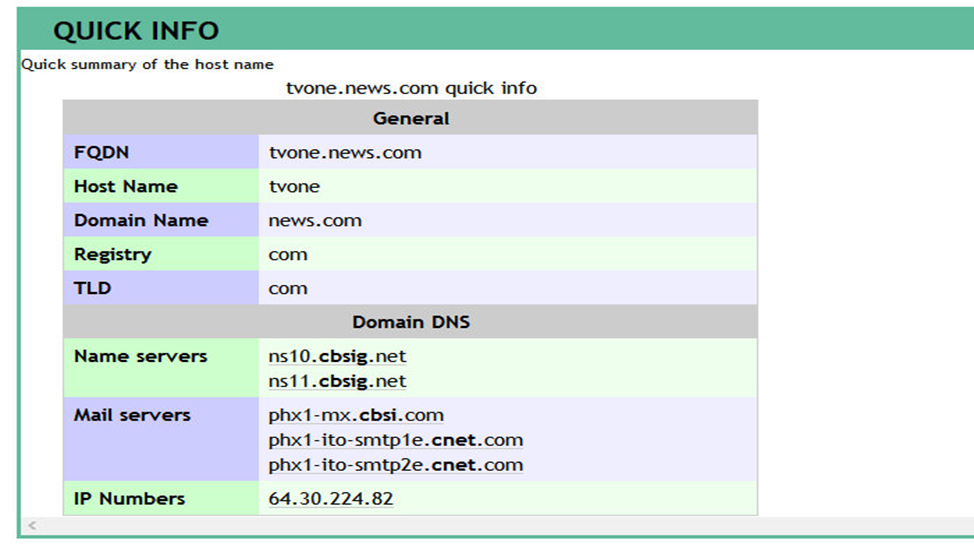 QUICK INFO
Quick summary of the host name
tvone.news.com quick info
General
FQDN tvone.news.com
Host Name tvone
Domain Name news.com
Registry com
TLD com
Domain DNS
Name servers ns10.cbsig.net
ns11.cbsig.net
Mail servers phx1-mx.cbsi.com
phx1-ito-smtp1e.cnet.com
phx1-ito-smtp2e.cnet.com
IP Numbers 64.30.224.82